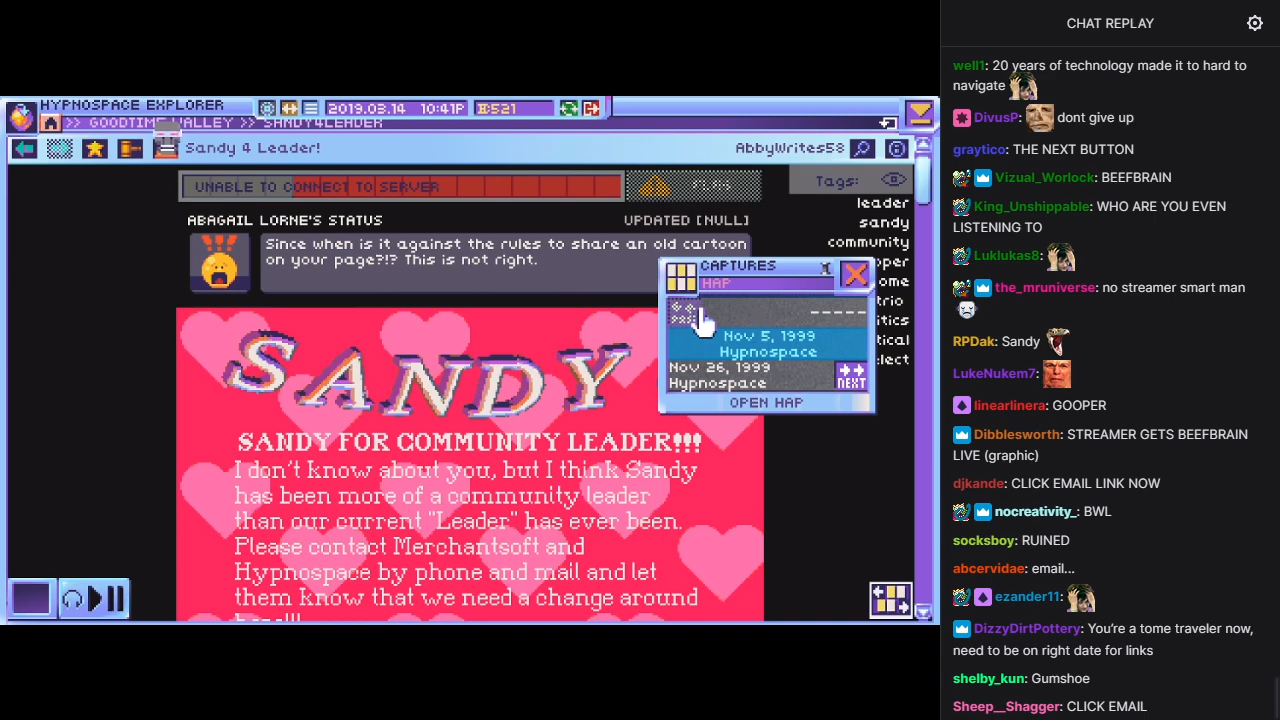 HYPNOSPACE EXPLORER
2019.03.14 10:41P
521
>> GOODTIME VALLEY >> SANDY4LEADER
Sandy 4 Leader!
AbbyWrites58
UNABLE TO CONNECT TO SERVER
Tags:
leader
sandy
community
ABAGAIL LORNE'S STATUS
UPDATED [NULL]
Since when is it against the rules to share an old cartoon
on your page?!? This is not right.
CAPTURES
HAP
-----
Nov 5, 1999
Hypnospace
Nov 26, 1999
Hypnospace
NEXT
OPEN HAP
per
ome
trio
itics
tical
lect
SANDY
SANDY FOR COMMUNITY LEADER!!!
I don't know about you, but I think Sandy
has been more of a community leader
than our current "Leader" has ever been.
Please contact Merchantsoft and
Hypnospace by phone and mail and let
them know that we need a change around
CHAT REPLAY
well1: 20 years of technology made it to hard to
navigate
DivusP: dont give up
graytico: THE NEXT BUTTON
Vizual_Worlock: BEEFBRAIN
King_Unshippable: WHO ARE YOU EVEN
LISTENING TO
Luklukas8:
the_mruniverse: no streamer smart man
RPDak: Sandy
LukeNukem7:
linearlinera: GOOPER
Dibblesworth: STREAMER GETS BEEFBRAIN
LIVE (graphic)
djkande: CLICK EMAIL LINK NOW
nocreativity_: BWL
socksboy: RUINED
abcervidae: email...
ezander11:
DizzyDirtPottery: You're a tome traveler now,
need to be on right date for links
shelby_kun: Gumshoe
Sheep__Shagger: CLICK EMAIL